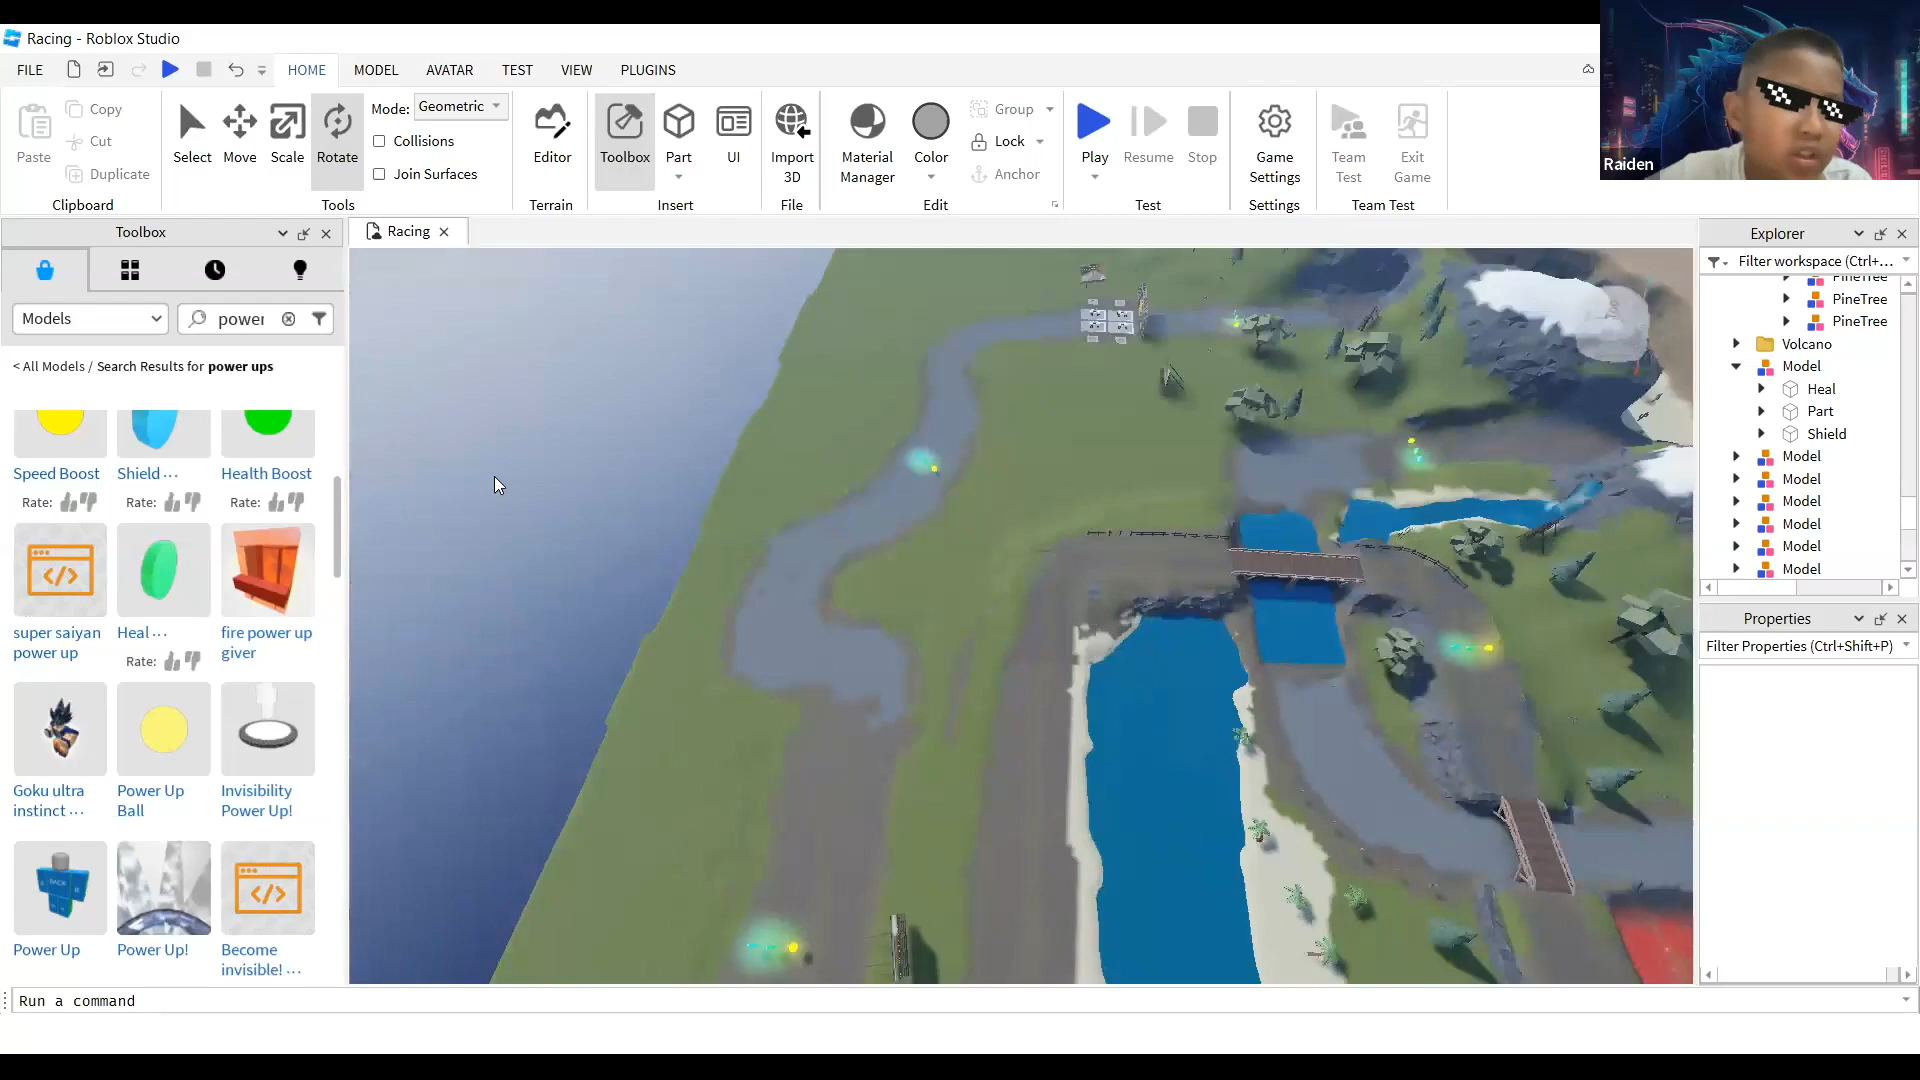 Racing - Roblox Studio
FILE
HOME
MODEL
AVATAR
TEST
VIEW
PLUGINS
Paste
Copy
Cut
Duplicate
Clipboard
Select
Move
Scale
Rotate
Mode: Geometric
Collisions
Join Surfaces
Tools
Editor
Terrain
Toolbox
Part
UI
Insert
Import
3D
File
Material
Manager
Color
Group
Lock
Anchor
Edit
Play
Resume
Stop
Test
Game
Settings
Settings
Team
Test
Exit
Game
Team Test
Raiden
Toolbox
Racing
Models
power
< All Models / Search Results for power ups
Speed Boost
Shield ...
Health Boost
Rate:
Rate:
Rate:
super saiyan
power up
Heal ...
Rate:
fire power up
giver
Goku ultra
instinct ...
Power Up
Ball
Invisibility
Power Up!
BACK
Power Up
Power Up!
Become
invisible! ...
Explorer
Filter workspace (Ctrl+...
PineTree
PineTree
PineTree
Volcano
Model
Heal
Part
Shield
Model
Model
Model
Model
Model
Model
Properties
Filter Properties (Ctrl+Shift+P)
Run a command